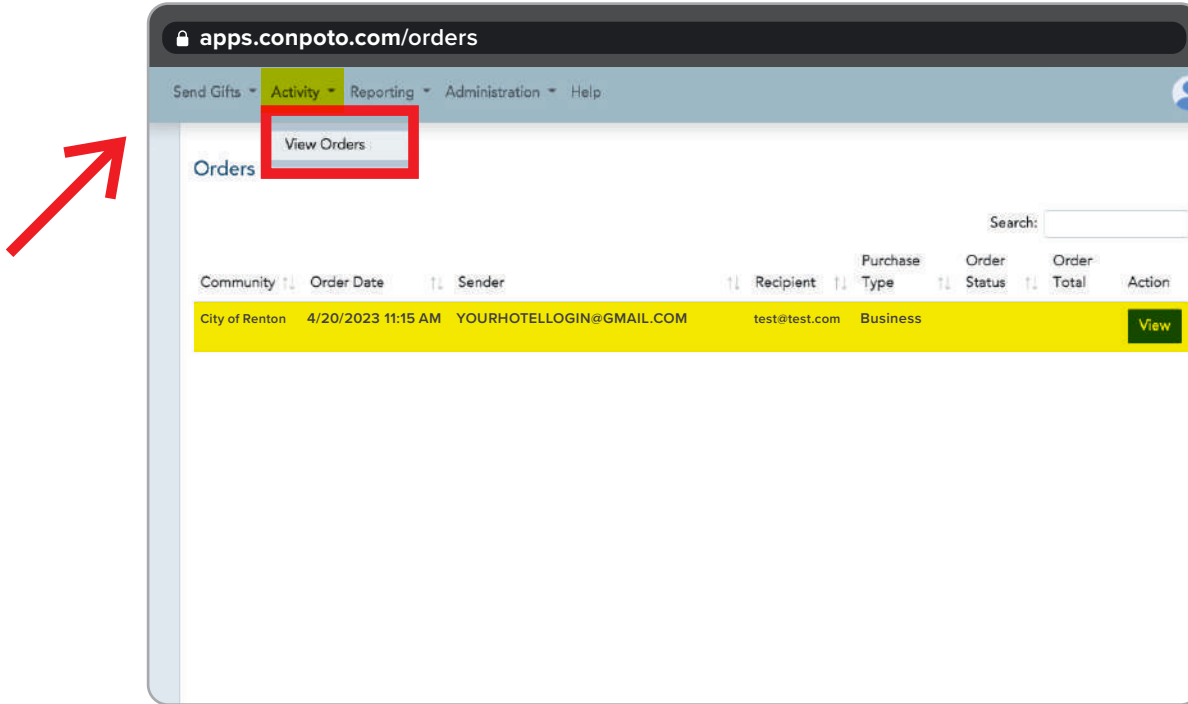 apps.conpoto.com/orders
Send Gifts Activity Reporting Administration Help
View Orders
Orders
Search:
Community Order Date Sender Recipient Purchase Type Order Status Order Total Action
City of Renton 4/20/2023 11:15 AM YOURHOTELLOGIN@GMAIL.COM test@test.com Business View